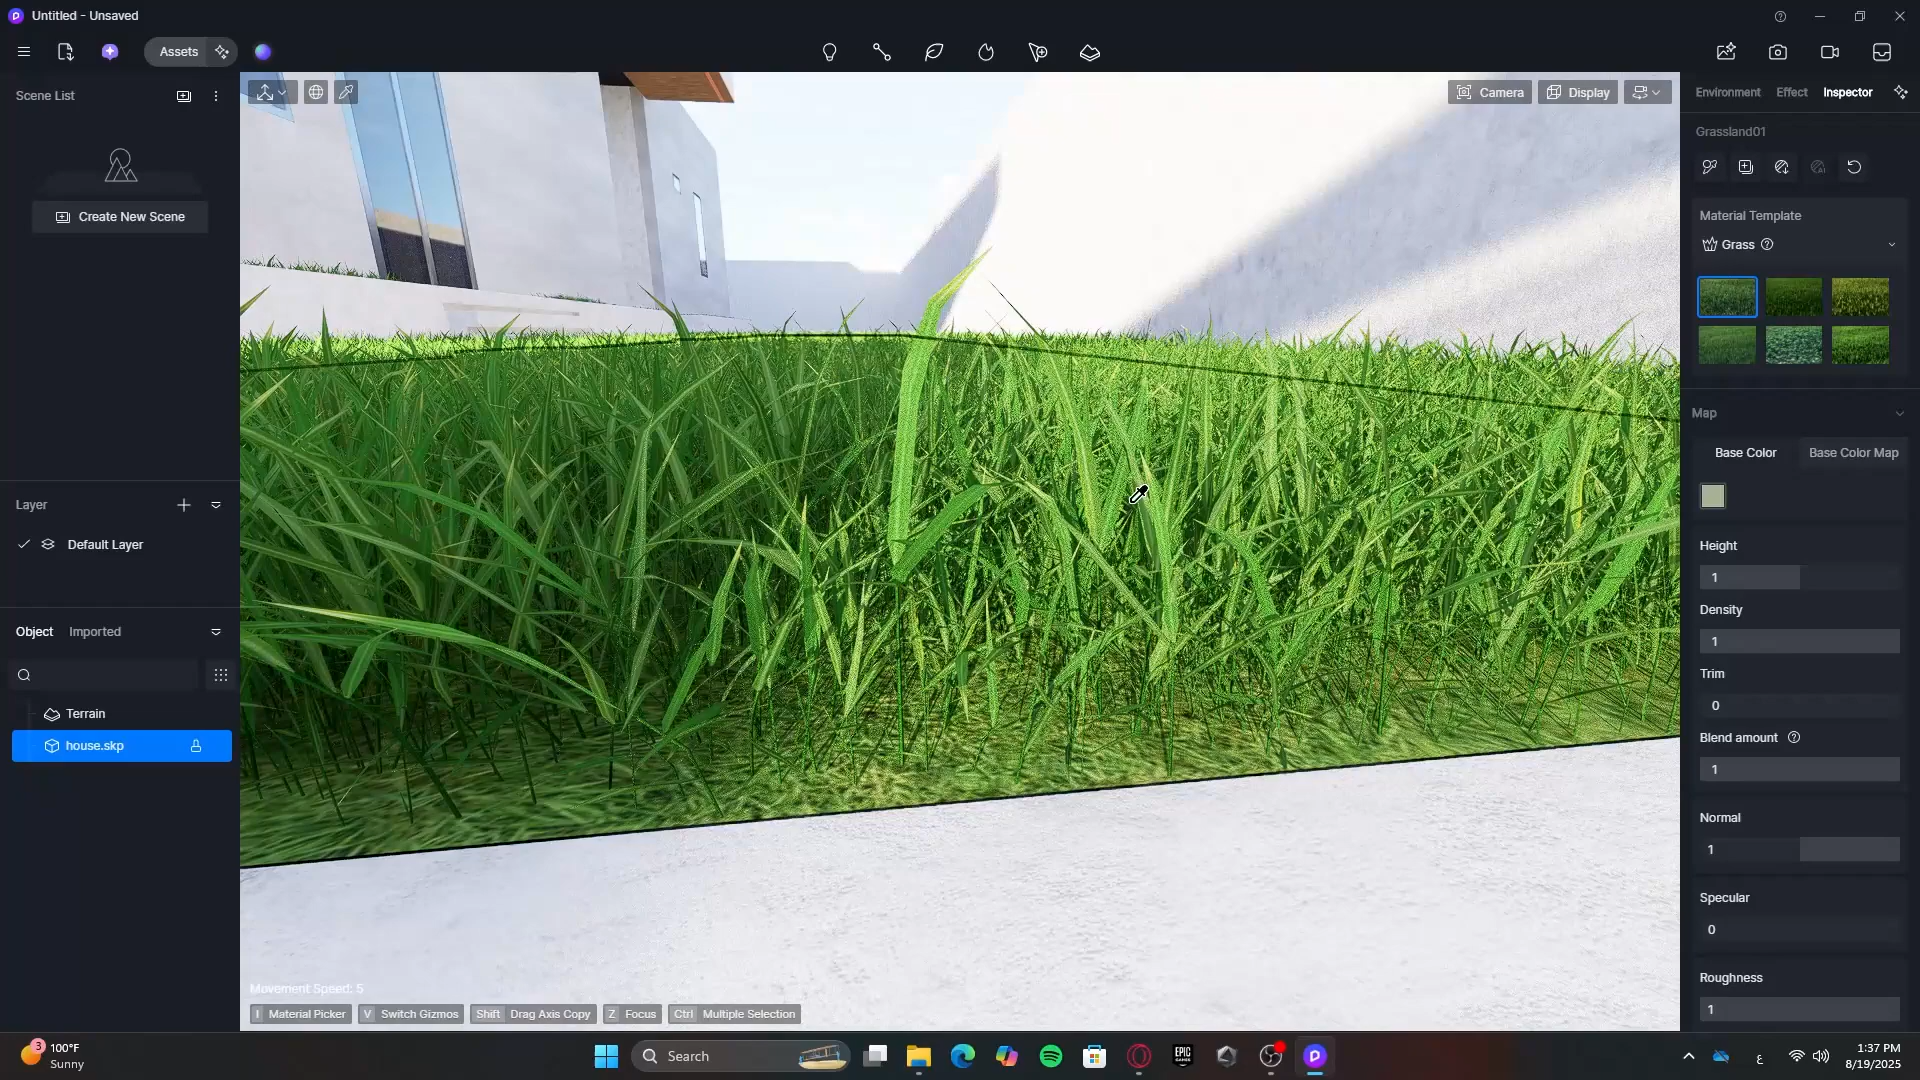 Untitled - Unsaved
Assets
Scene List
Create New Scene
Layer
Default Layer
Object Imported
Terrain
house.skp
Camera
Display
Movement Speed: 5
I Material Picker
V Switch Gizmos
Shift Drag Axis Copy
Z Focus
Ctrl Multiple Selection
Environment Effect Inspector
Grassland01
Material Template
Grass
Map
Base Color
Base Color Map
Height
1
Density
1
Trim
0
Blend amount
1
Normal
1
Specular
0
Roughness
1
3
100°F
Sunny
Search
EPIC
GAMES
ع
1:37 PM
8/19/2025